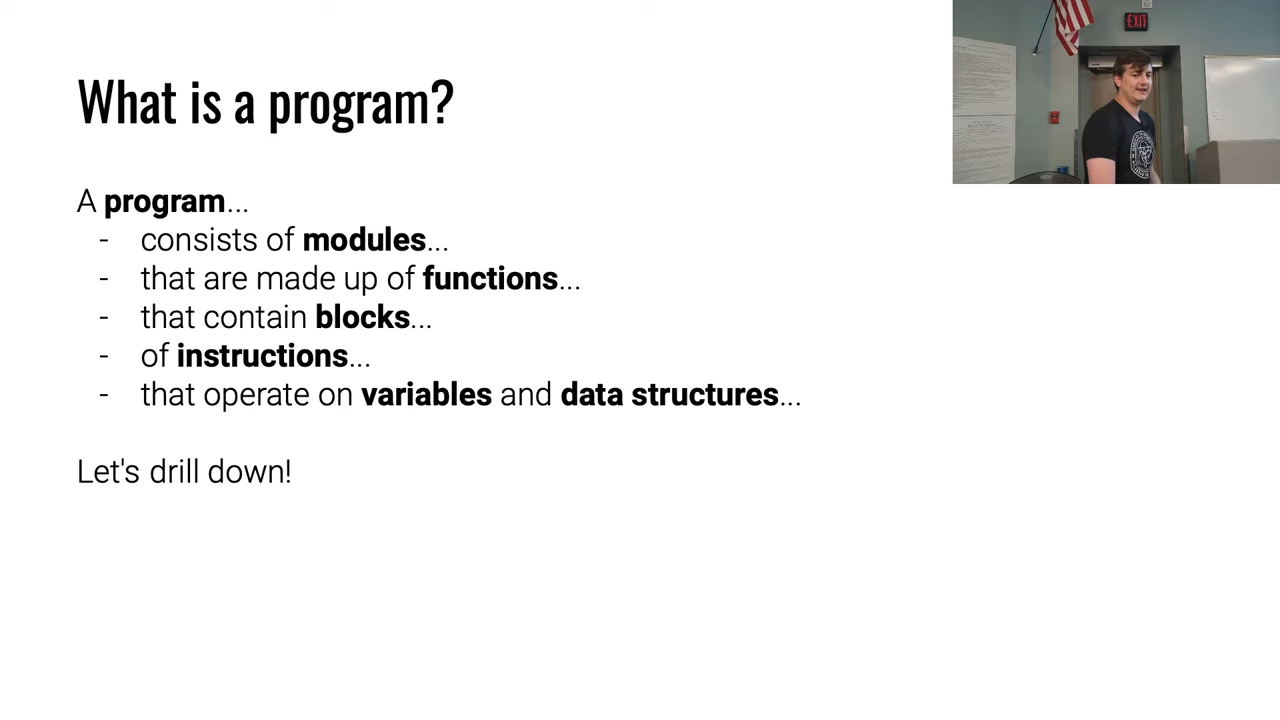 What is a program?
A program...
- consists of modules...
- that are made up of functions...
- that contain blocks...
- of instructions...
- that operate on variables and data structures...
Let's drill down!
EXIT